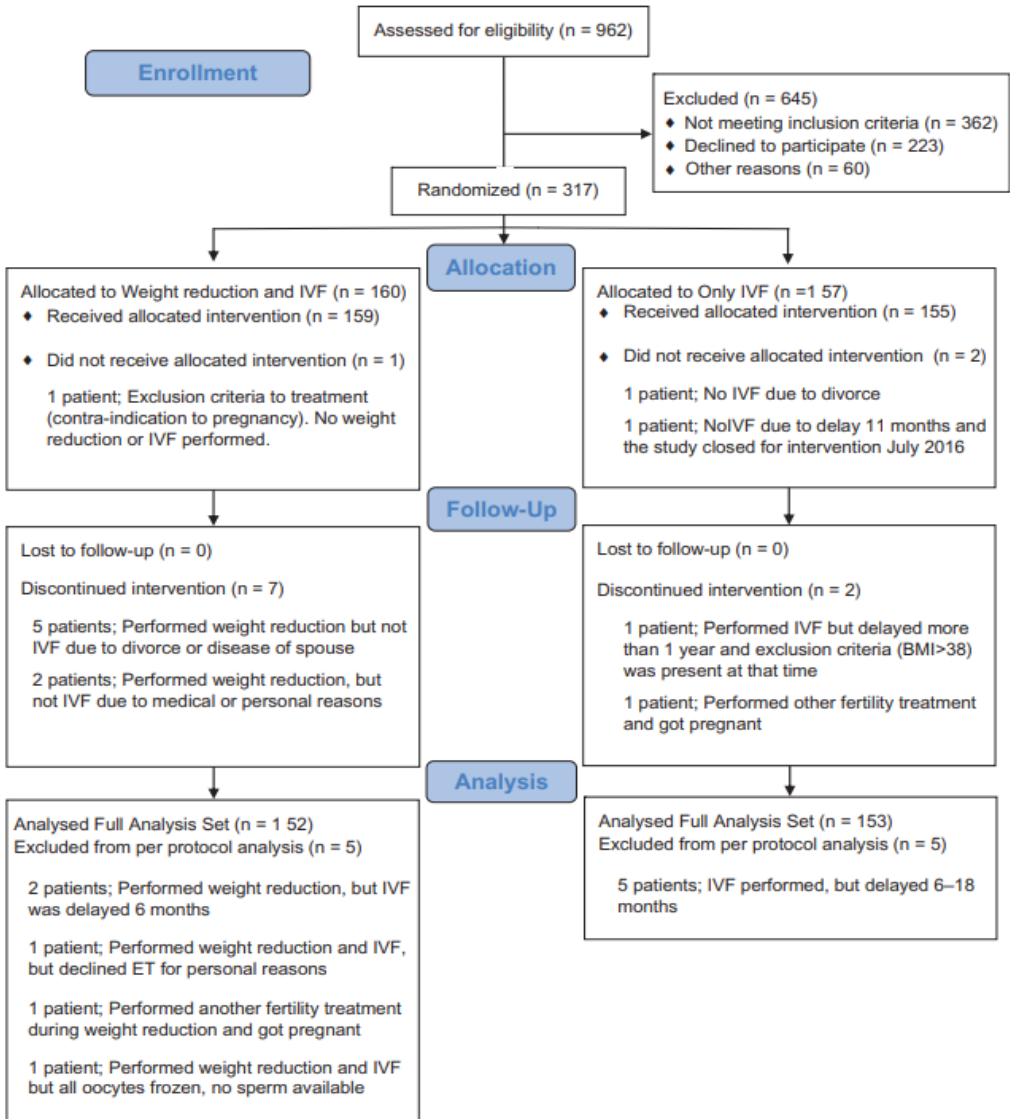 Assessed for eligibility (n = 962)
Enrollment
Excluded (n = 645)
♦ Not meeting inclusion criteria (n = 362)
♦ Declined to participate (n = 223)
♦ Other reasons (n = 60)
Randomized (n = 317)
Allocation
Allocated to Weight reduction and IVF (n = 160)
♦ Received allocated intervention (n = 159)
♦ Did not receive allocated intervention (n = 1)
1 patient; Exclusion criteria to treatment
(contra-indication to pregnancy). No weight
reduction or IVF performed.
Allocated to Only IVF (n =1 57)
♦ Received allocated intervention (n = 155)
♦ Did not receive allocated intervention (n = 2)
1 patient; No IVF due to divorce
1 patient; NoIVF due to delay 11 months and
the study closed for intervention July 2016
Follow-Up
Lost to follow-up (n = 0)
Discontinued intervention (n = 7)
5 patients; Performed weight reduction but not
IVF due to divorce or disease of spouse
2 patients; Performed weight reduction, but
not IVF due to medical or personal reasons
Lost to follow-up (n = 0)
Discontinued intervention (n = 2)
1 patient; Performed IVF but delayed more
than 1 year and exclusion criteria (BMI>38)
was present at that time
1 patient; Performed other fertility treatment
and got pregnant
Analysis
Analysed Full Analysis Set (n = 1 52)
Excluded from per protocol analysis (n = 5)
2 patients; Performed weight reduction, but IVF
was delayed 6 months
1 patient; Performed weight reduction and IVF,
but declined ET for personal reasons
1 patient; Performed another fertility treatment
during weight reduction and got pregnant
1 patient; Performed weight reduction and IVF
but all oocytes frozen, no sperm available
Analysed Full Analysis Set (n = 153)
Excluded from per protocol analysis (n = 5)
5 patients; IVF performed, but delayed 6–18
months